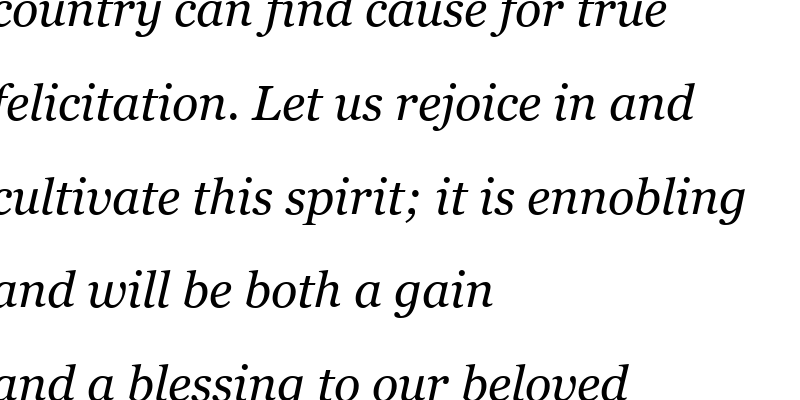 country can find cause for true
felicitation. Let us rejoice in and
cultivate this spirit; it is ennobling
and will be both a gain
and a blessing to our beloved